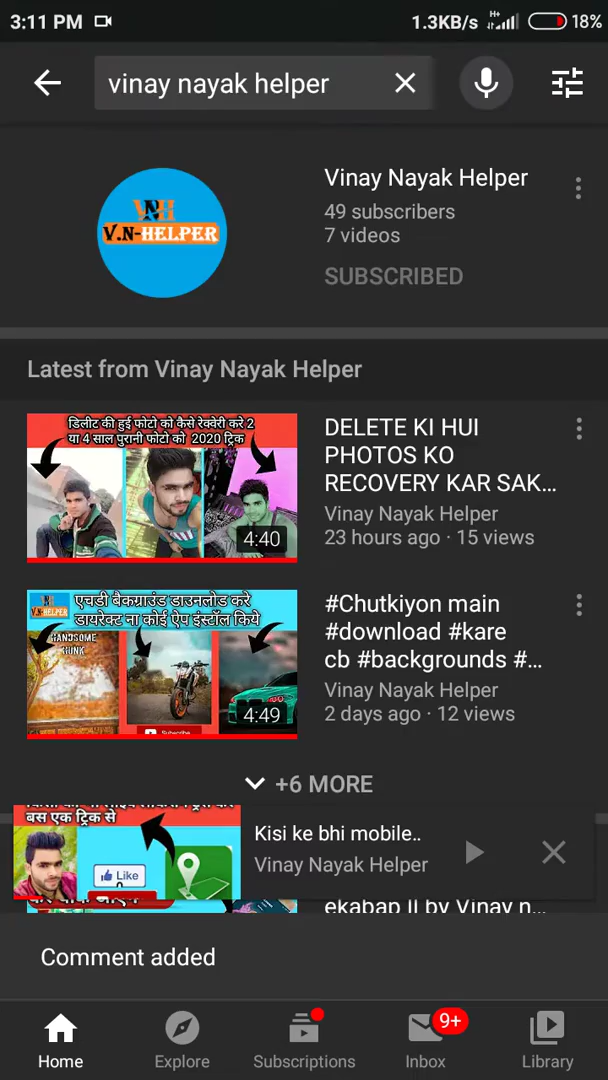 3:11 PM
1.3KB/s
H+
18%
vinay nayak helper
VNH
V.N-HELPER
Vinay Nayak Helper
49 subscribers
7 videos
SUBSCRIBED
Latest from Vinay Nayak Helper
डिलीट की हुई फोटो को कैसे रेक्वेरी करे 2
या 4 साल पुरानी फोटो को 2020 ट्रिक
4:40
DELETE KI HUI
PHOTOS KO
RECOVERY KAR SAK...
Vinay Nayak Helper
23 hours ago · 15 views
V.N-HELPER
एचडी बैकग्राउंड डाउनलोड करे
डायरेक्ट ना कोई ऐप इंस्टॉल किये
HANDSOME
HUNK
Subscribe
4:49
#Chutkiyon main
#download #kare
cb #backgrounds #...
Vinay Nayak Helper
2 days ago · 12 views
+6 MORE
बस एक ट्रिक से
Like
Kisi ke bhi mobile..
Vinay Nayak Helper
ekabap II by Vinay n...
Comment added
9+
Home
Explore
Subscriptions
Inbox
Library